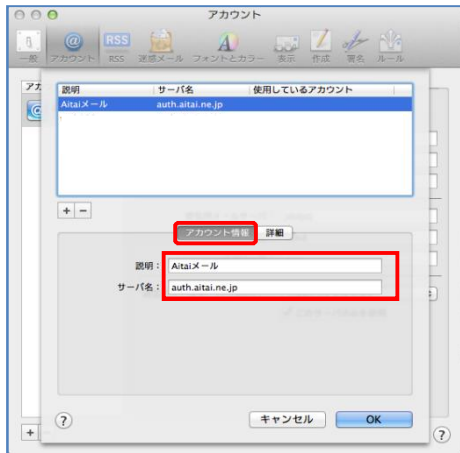 アカウント
RSS
一般 アカウント RSS 迷惑メール フォントとカラー 表示 作成 署名 ルール
アカ
説明 サーバ名 使用しているアカウント
Aitaiメール auth.aitai.ne.jp
+ −
アカウント情報 詳細
説明： Aitaiメール
サーバ名： auth.aitai.ne.jp
? キャンセル OK
+ ?